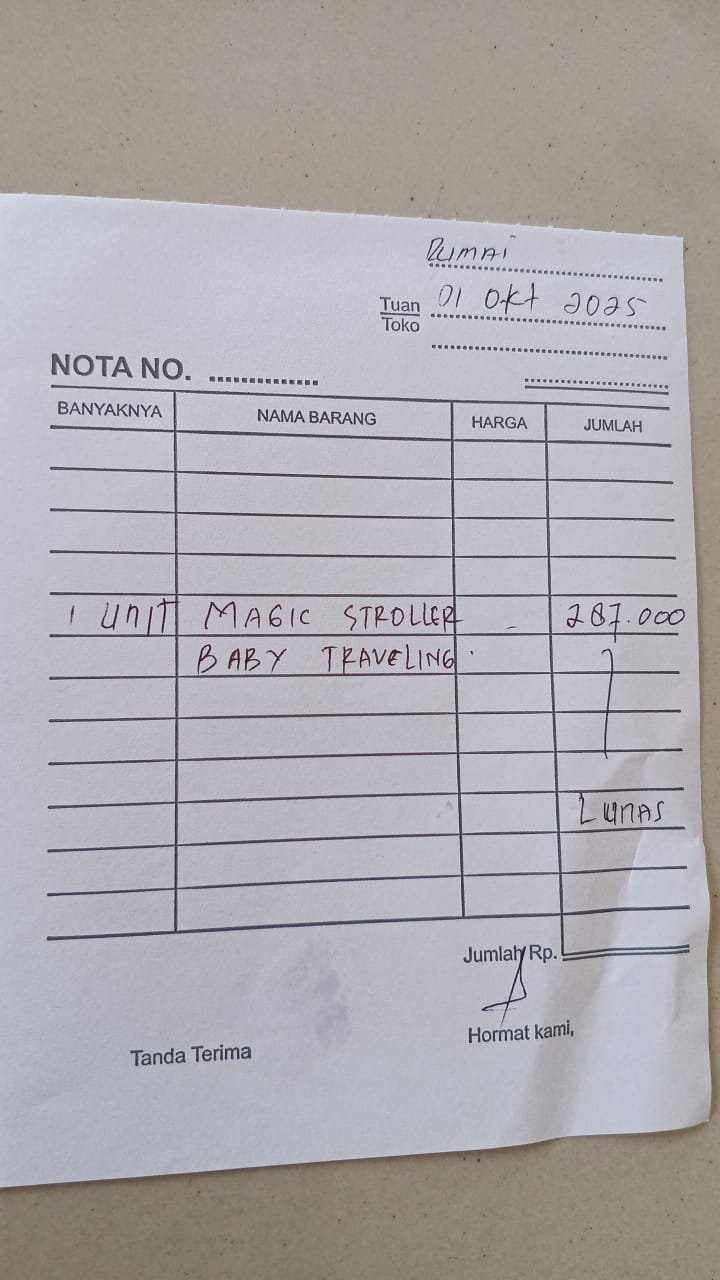 Dumai
Tuan 01 Okt 2025
Toko
NOTA NO. ..............
BANYAKNYA NAMA BARANG HARGA JUMLAH
1 UNIT MAGIC STROLLER - 287.000
BABY TRAVELING
LUNAS
Jumlah Rp.
Hormat kami,
Tanda Terima